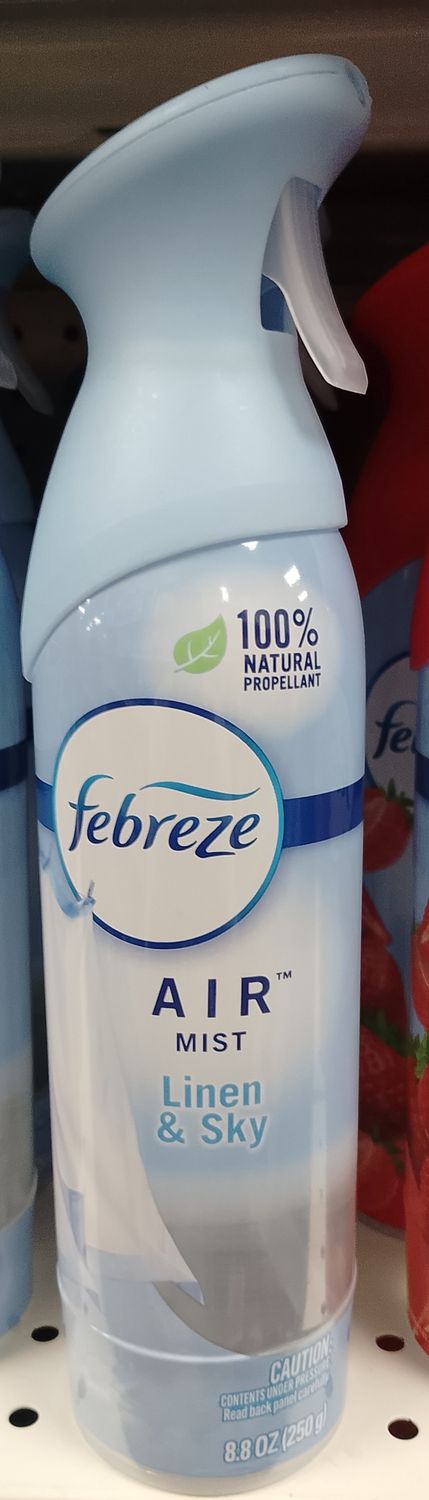 100%
NATURAL
PROPELLANT
febreze
AIR™
MIST
Linen
& Sky
CAUTION:
CONTENTS UNDER PRESSURE
Read back panel carefully
8.8 OZ (250 g)
fe